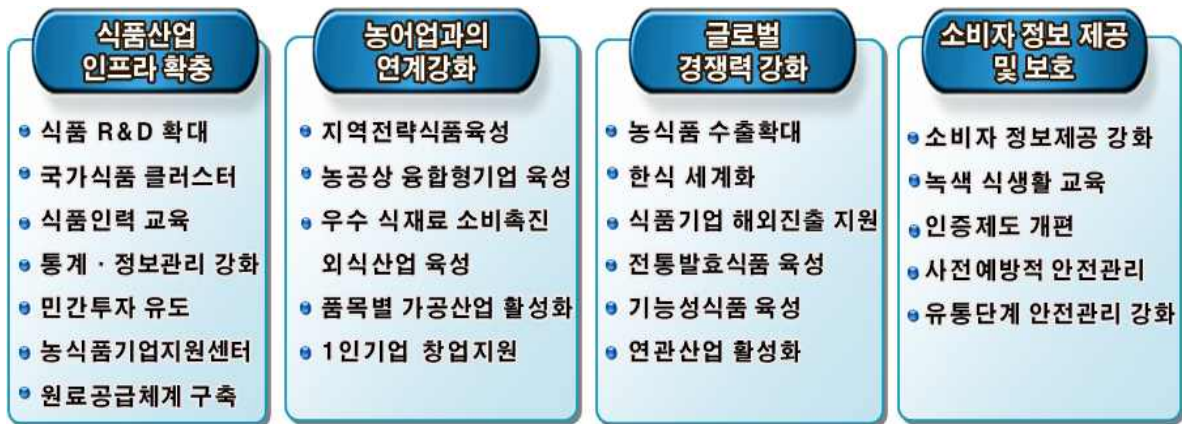 식품산업
인프라 확충
식품 R&D 확대
국가식품 클러스터
식품인력 교육
통계 · 정보관리 강화
민간투자 유도
농식품기업지원센터
원료공급체계 구축
농어업과의
연계강화
지역전략식품육성
농공상 융합형기업 육성
우수 식재료 소비촉진
외식산업 육성
품목별 가공산업 활성화
1인기업 창업지원
글로벌
경쟁력 강화
농식품 수출확대
한식 세계화
식품기업 해외진출 지원
전통발효식품 육성
기능성식품 육성
연관산업 활성화
소비자 정보 제공
및 보호
소비자 정보제공 강화
녹색 식생활 교육
인증제도 개편
사전예방적 안전관리
유통단계 안전관리 강화